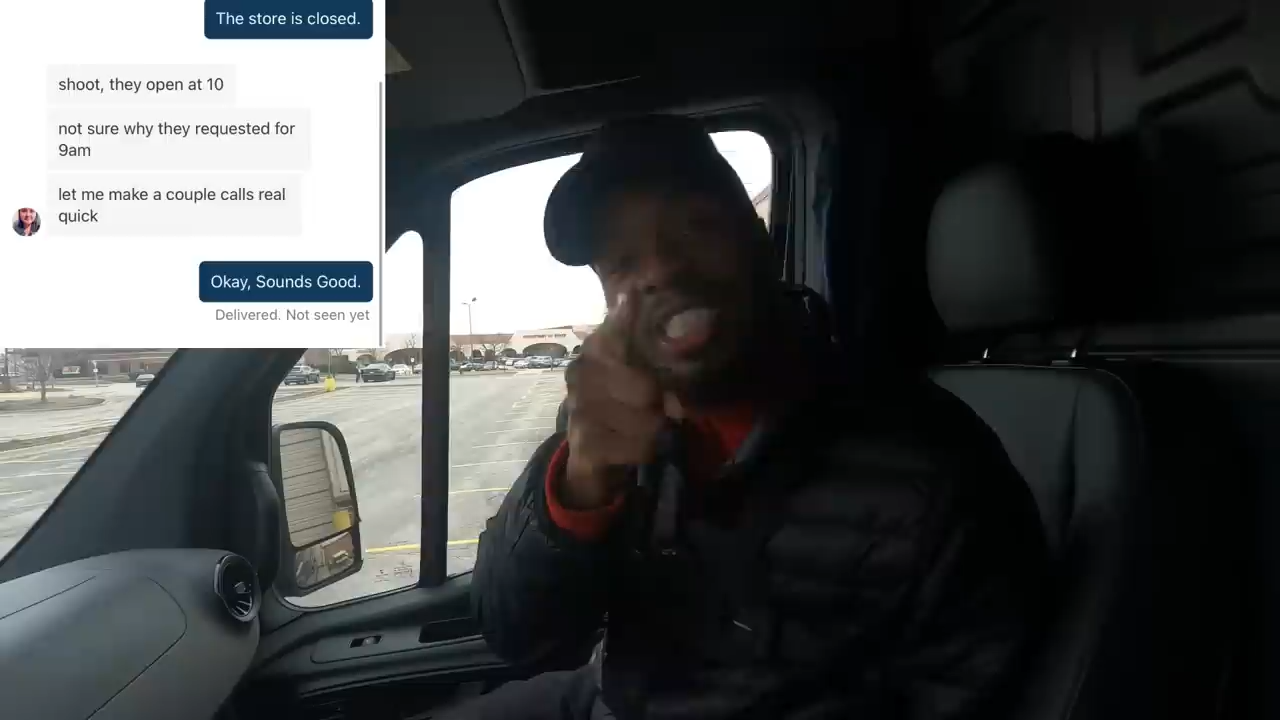 The store is closed.
shoot, they open at 10
not sure why they requested for
9am
let me make a couple calls real
quick
Okay, Sounds Good.
Delivered. Not seen yet